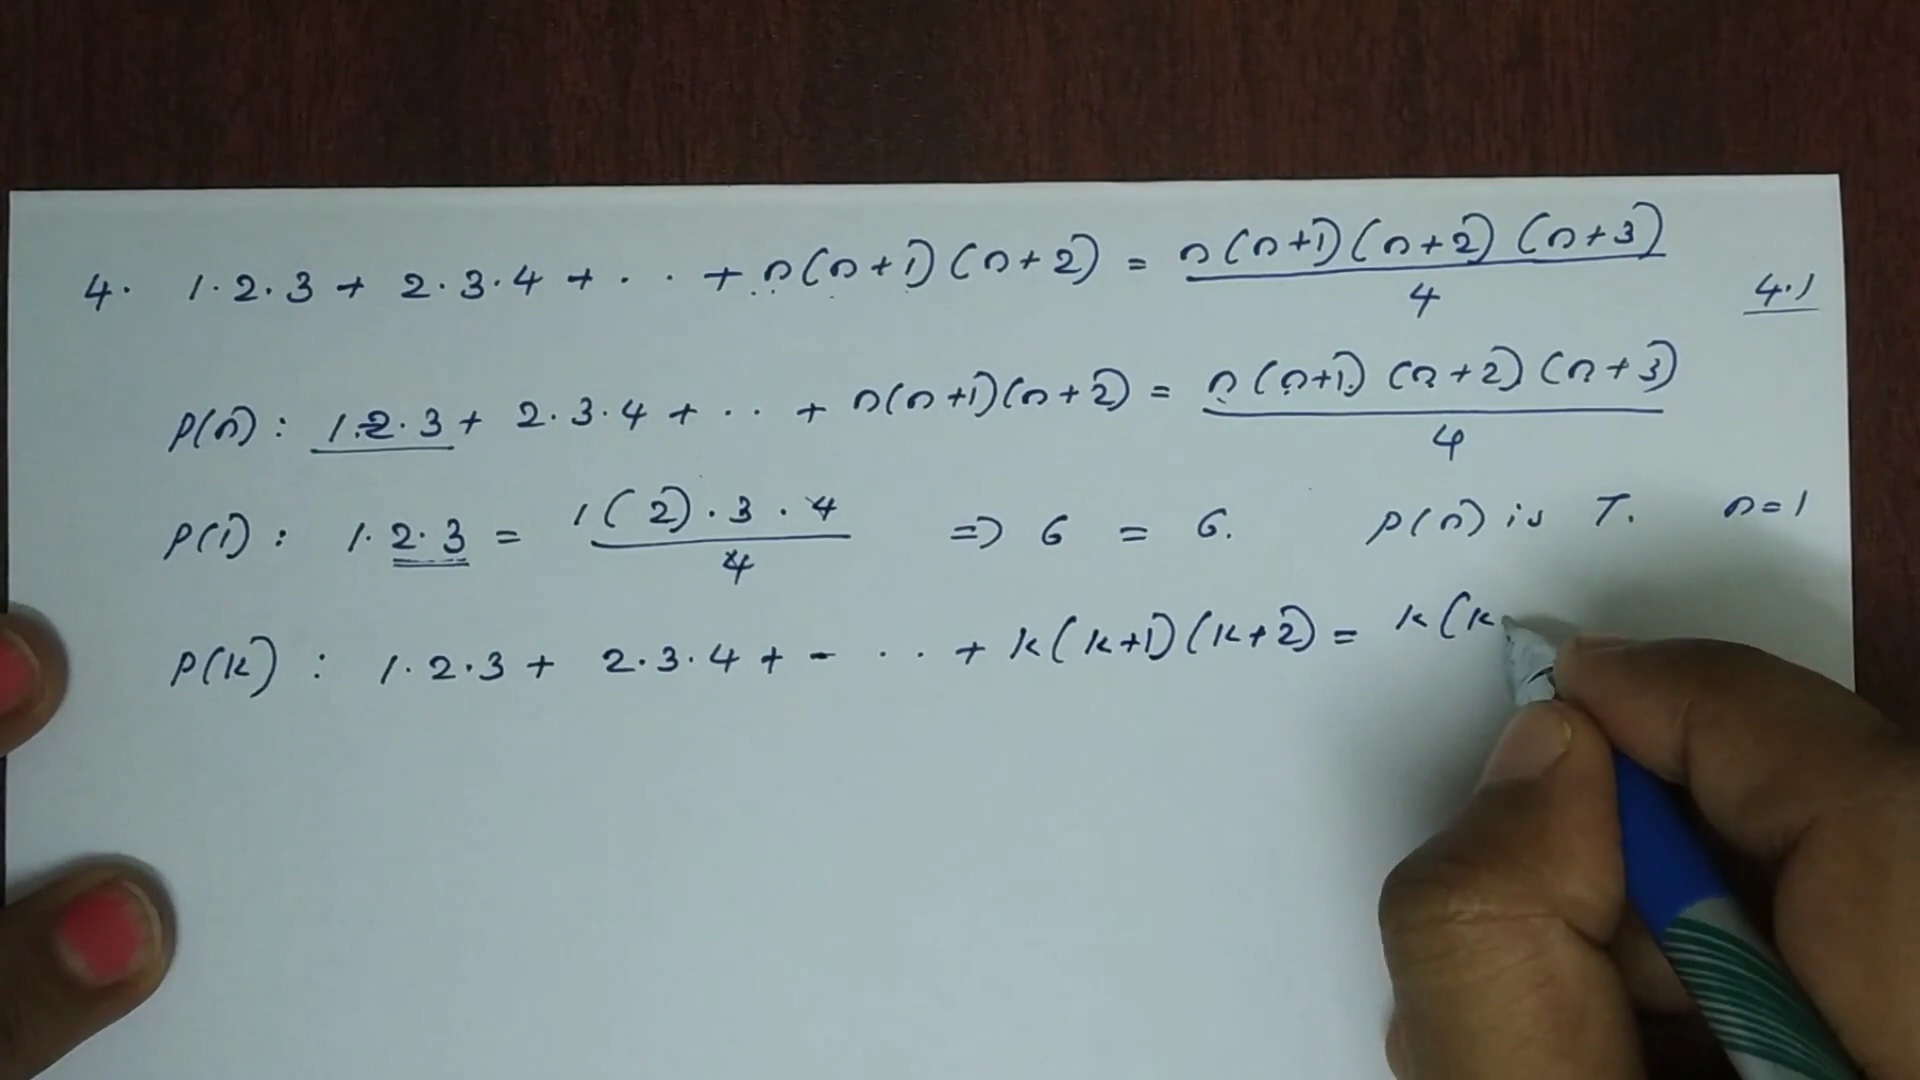 4. 1.2.3 + 2.3.4 + . . + n(n+1)(n+2) = n(n+1)(n+2)(n+3)/4
4.1
P(n) : 1.2.3 + 2.3.4 + . . . + n(n+1)(n+2) = n(n+1)(n+2)(n+3)/4
P(1) : 1.2.3 = 1(2).3.4/4 => 6 = 6. P(n) is T. n=1
P(k) : 1.2.3 + 2.3.4 + - . . + k(k+1)(k+2) = k(k